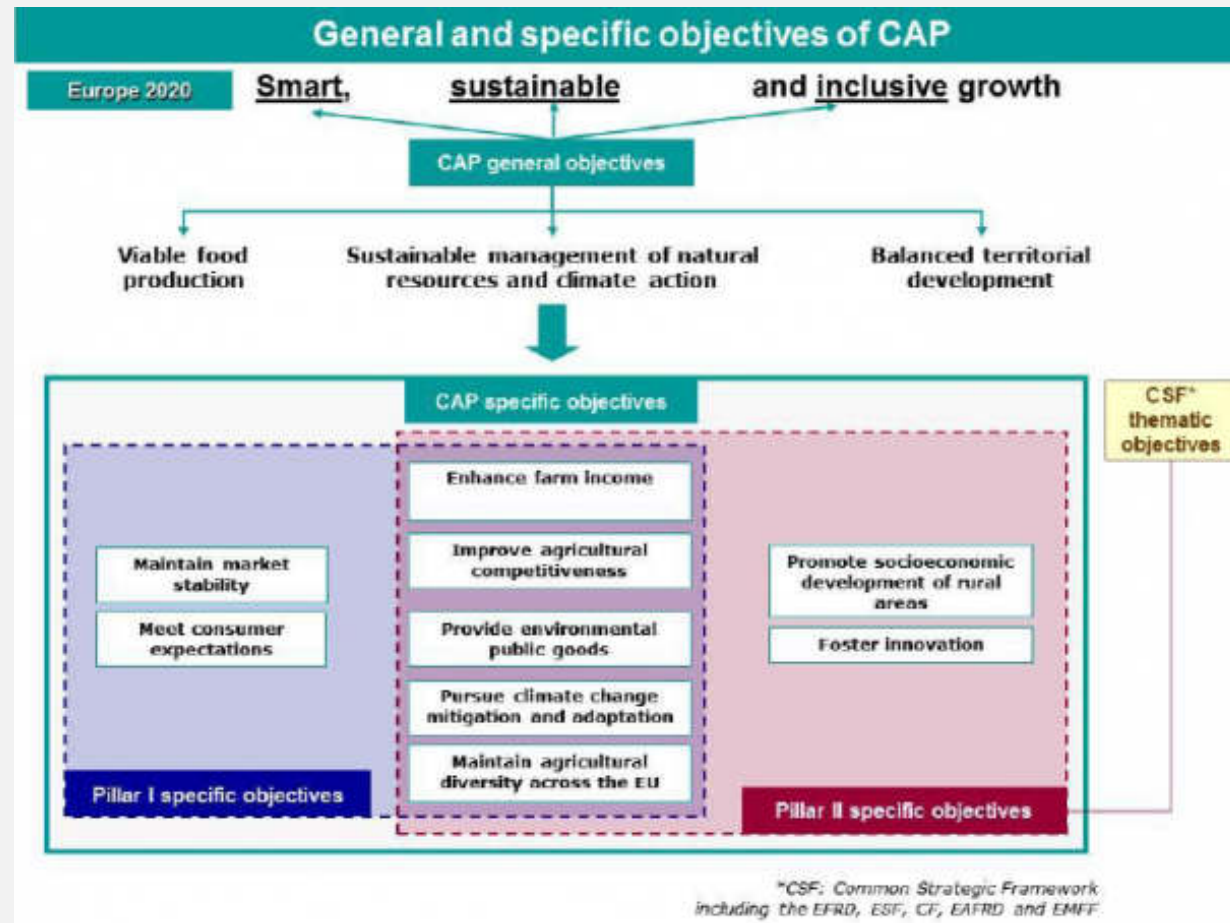 General and specific objectives of CAP
Europe 2020
Smart, sustainable and inclusive growth
CAP general objectives
Viable food
production
Sustainable management of natural
resources and climate action
Balanced territorial
development
CAP specific objectives
CSF*
thematic
objectives
Maintain market
stability
Meet consumer
expectations
Enhance farm income
Improve agricultural
competitiveness
Provide environmental
public goods
Pursue climate change
mitigation and adaptation
Maintain agricultural
diversity across the EU
Promote socioeconomic
development of rural
areas
Foster innovation
Pillar I specific objectives
Pillar II specific objectives
*CSF: Common Strategic Framework
including the EFRD, ESF, CF, EAFRD and EMFF